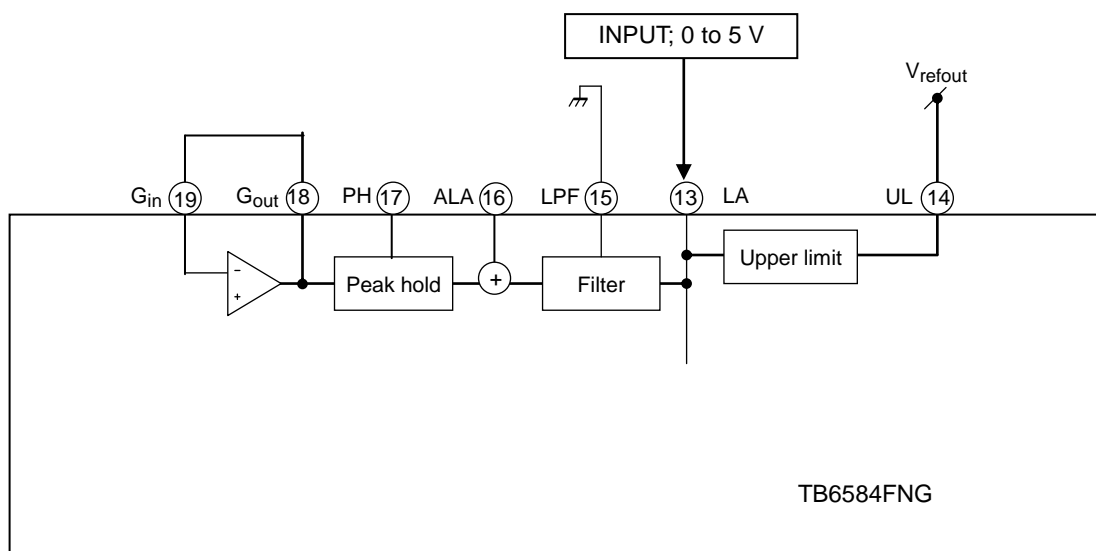 INPUT; 0 to 5 V
Vrefout
Gin 19 Gout 18 PH 17 ALA 16 LPF 15 13 LA UL 14
Upper limit
−
+
Peak hold + Filter
TB6584FNG